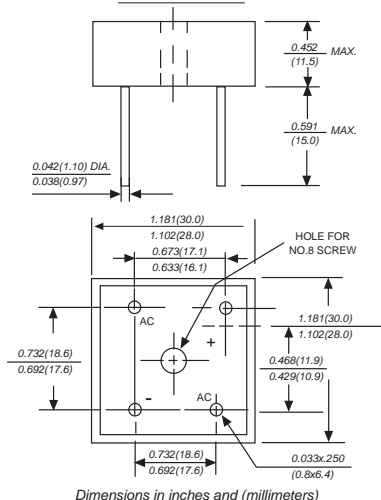 0.452 MAX.
(11.5)
0.591 MAX.
(15.0)
0.042(1.10) DIA.
0.038(0.97)
1.181(30.0)
1.102(28.0)
0.673(17.1)
0.633(16.1)
HOLE FOR
NO.8 SCREW
AC
+
1.181(30.0)
1.102(28.0)
0.732(18.6)
0.692(17.6)
0.468(11.9)
0.429(10.9)
-
AC
0.732(18.6)
0.692(17.6)
0.033x.250
(0.8x6.4)
Dimensions in inches and (millimeters)